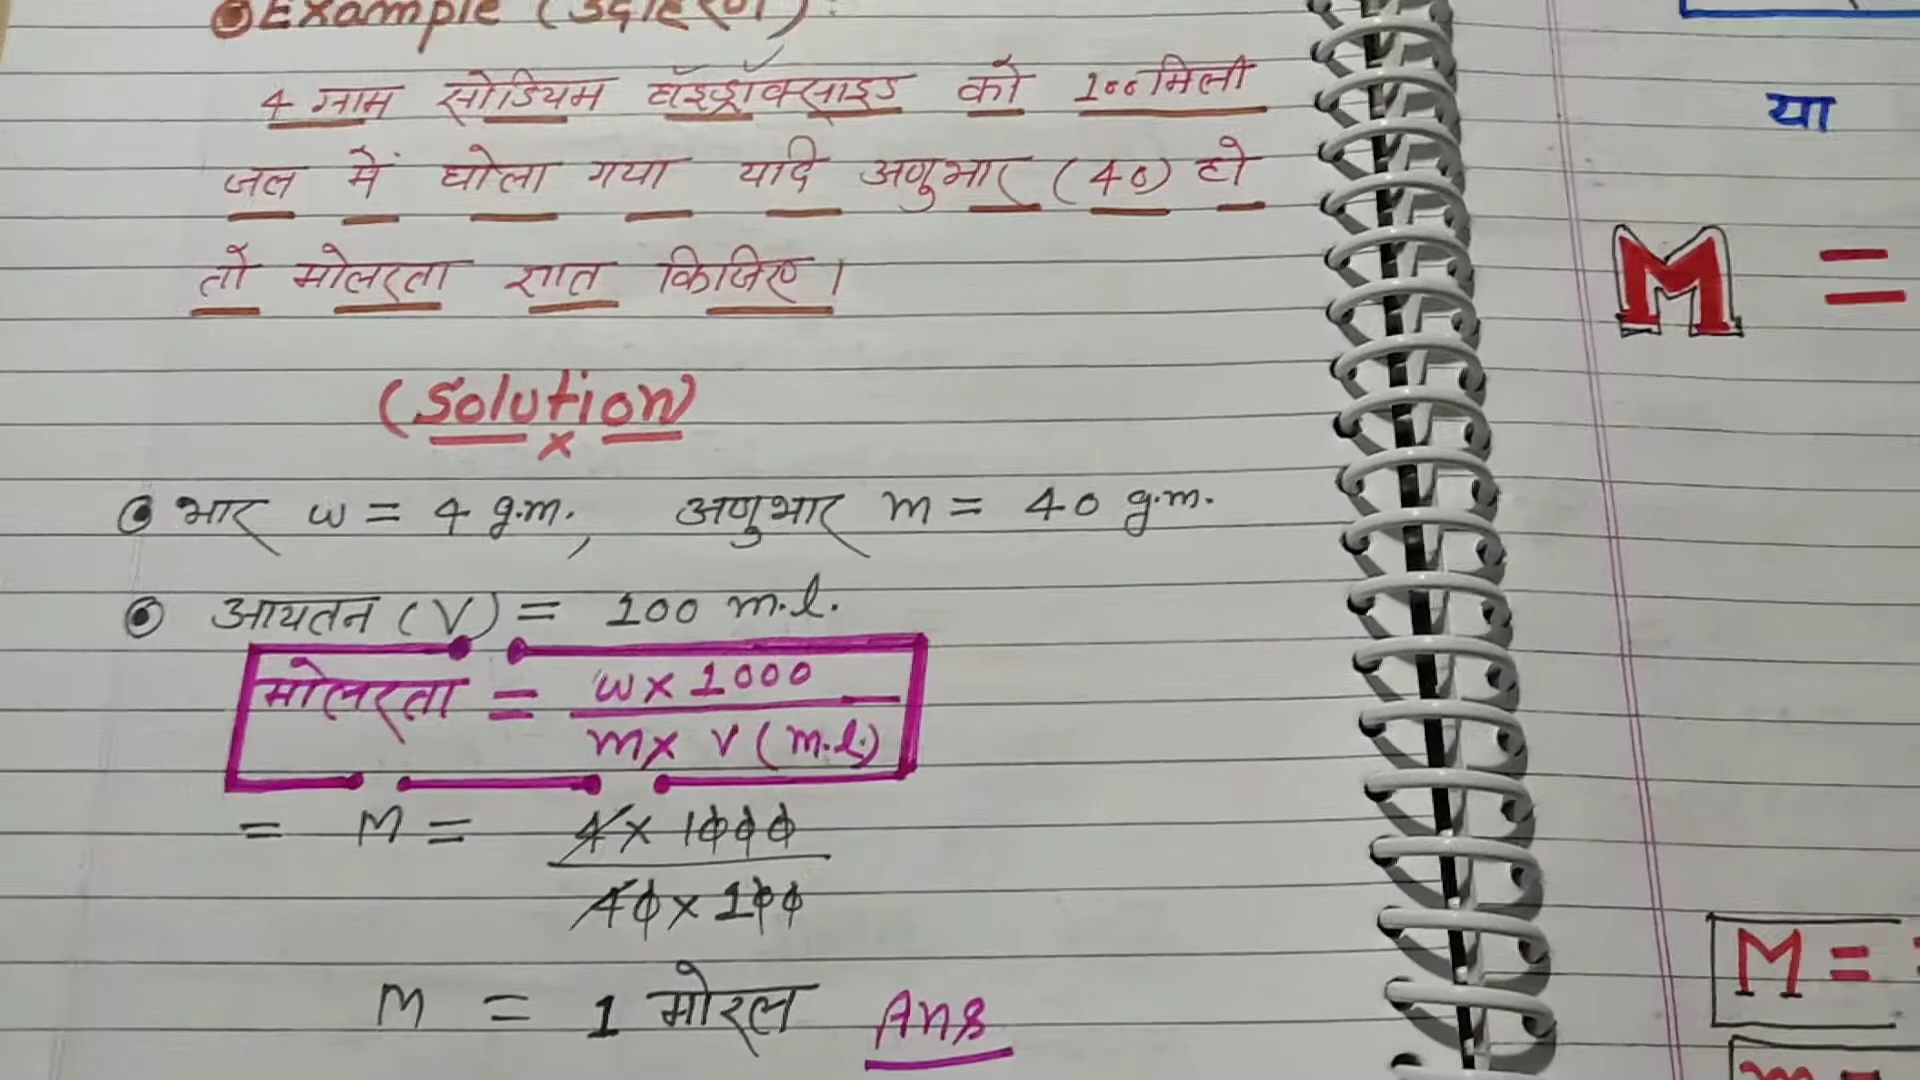 Example (उदाहरण) :
4 ग्राम सोडियम हॉइड्रॉक्साइड को 100 मिली
जल में घोला गया यदि अणुभार (40) हो
तो मोलरता ज्ञात किजिए।
(Solution)
भार w = 4 g.m., अणुभार m = 40 g.m.
आयतन (V) = 100 m.l.
मोलरता = w x 1000
m x V (m.l.)
= M = 4 x 1000
40 x 100
M = 1 मोरल Ans
या
M =
M =